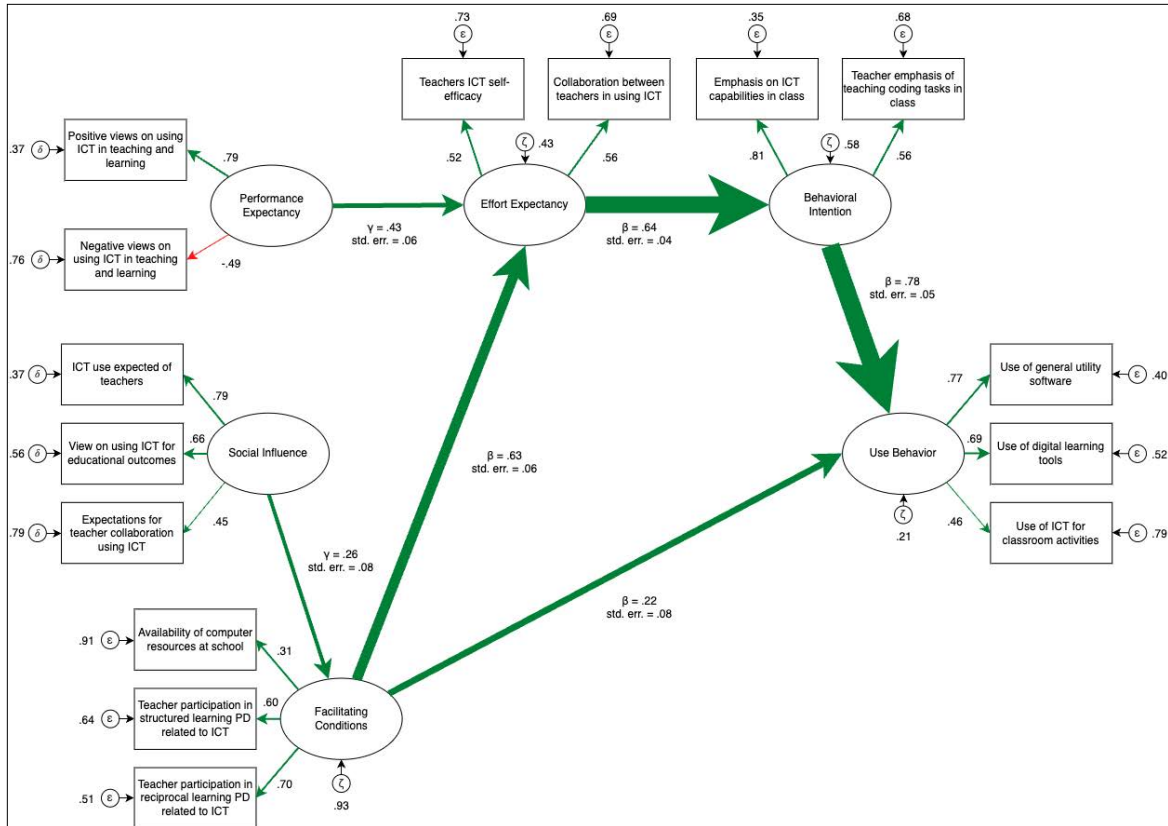 .73
ε
.69
ε
.35
ε
.68
ε
Teachers ICT self-
efficacy
Collaboration between
teachers in using ICT
Emphasis on ICT
capabilities in class
Teacher emphasis of
teaching coding tasks in
class
.37
δ
Positive views on using
ICT in teaching and
learning
.79
.52
ζ
.43
.56
.81
ζ
.58
.56
Performance
Expectancy
Effort Expectancy
Behavioral
Intention
γ = .43
std. err. = .06
β = .64
std. err. = .04
.76
δ
Negative views on
using ICT in teaching
and learning
-.49
β = .78
std. err. = .05
.37
δ
ICT use expected of
teachers
.79
.77
Use of general utility
software
ε
.40
.56
δ
View on using ICT for
educational outcomes
.66
Social Influence
β = .63
std. err. = .06
Use Behavior
.69
Use of digital learning
tools
ε
.52
.79
δ
Expectations for
teacher collaboration
using ICT
.45
ζ
.21
.46
Use of ICT for
classroom activities
ε
.79
γ = .26
std. err. = .08
β = .22
std. err. = .08
.91
ε
Availability of computer
resources at school
.31
.64
ε
Teacher participation in
structured learning PD
related to ICT
.60
Facilitating
Conditions
.51
ε
Teacher participation in
reciprocal learning PD
related to ICT
.70
ζ
.93